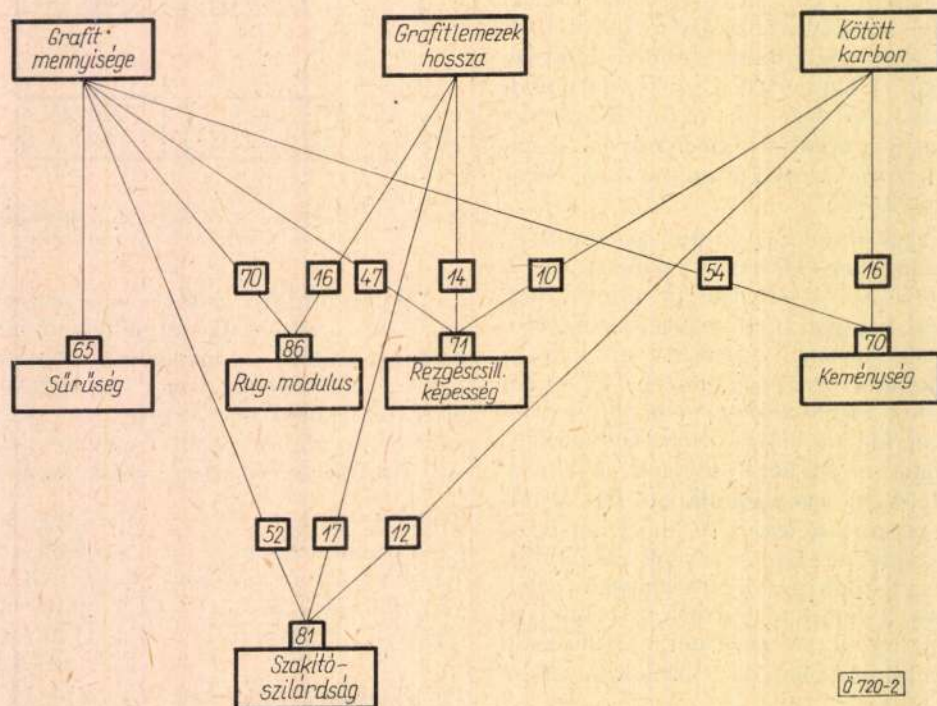 Grafit
mennyisége
Grafitlemezek
hossza
Kötött
karbon
70
16
47
14
10
54
16
65
Sűrűség
86
Rug. modulus
71
Rezgéscsill.
képesség
70
Keménység
52
17
12
81
Szakító-
szilárdság
Ö 720-2